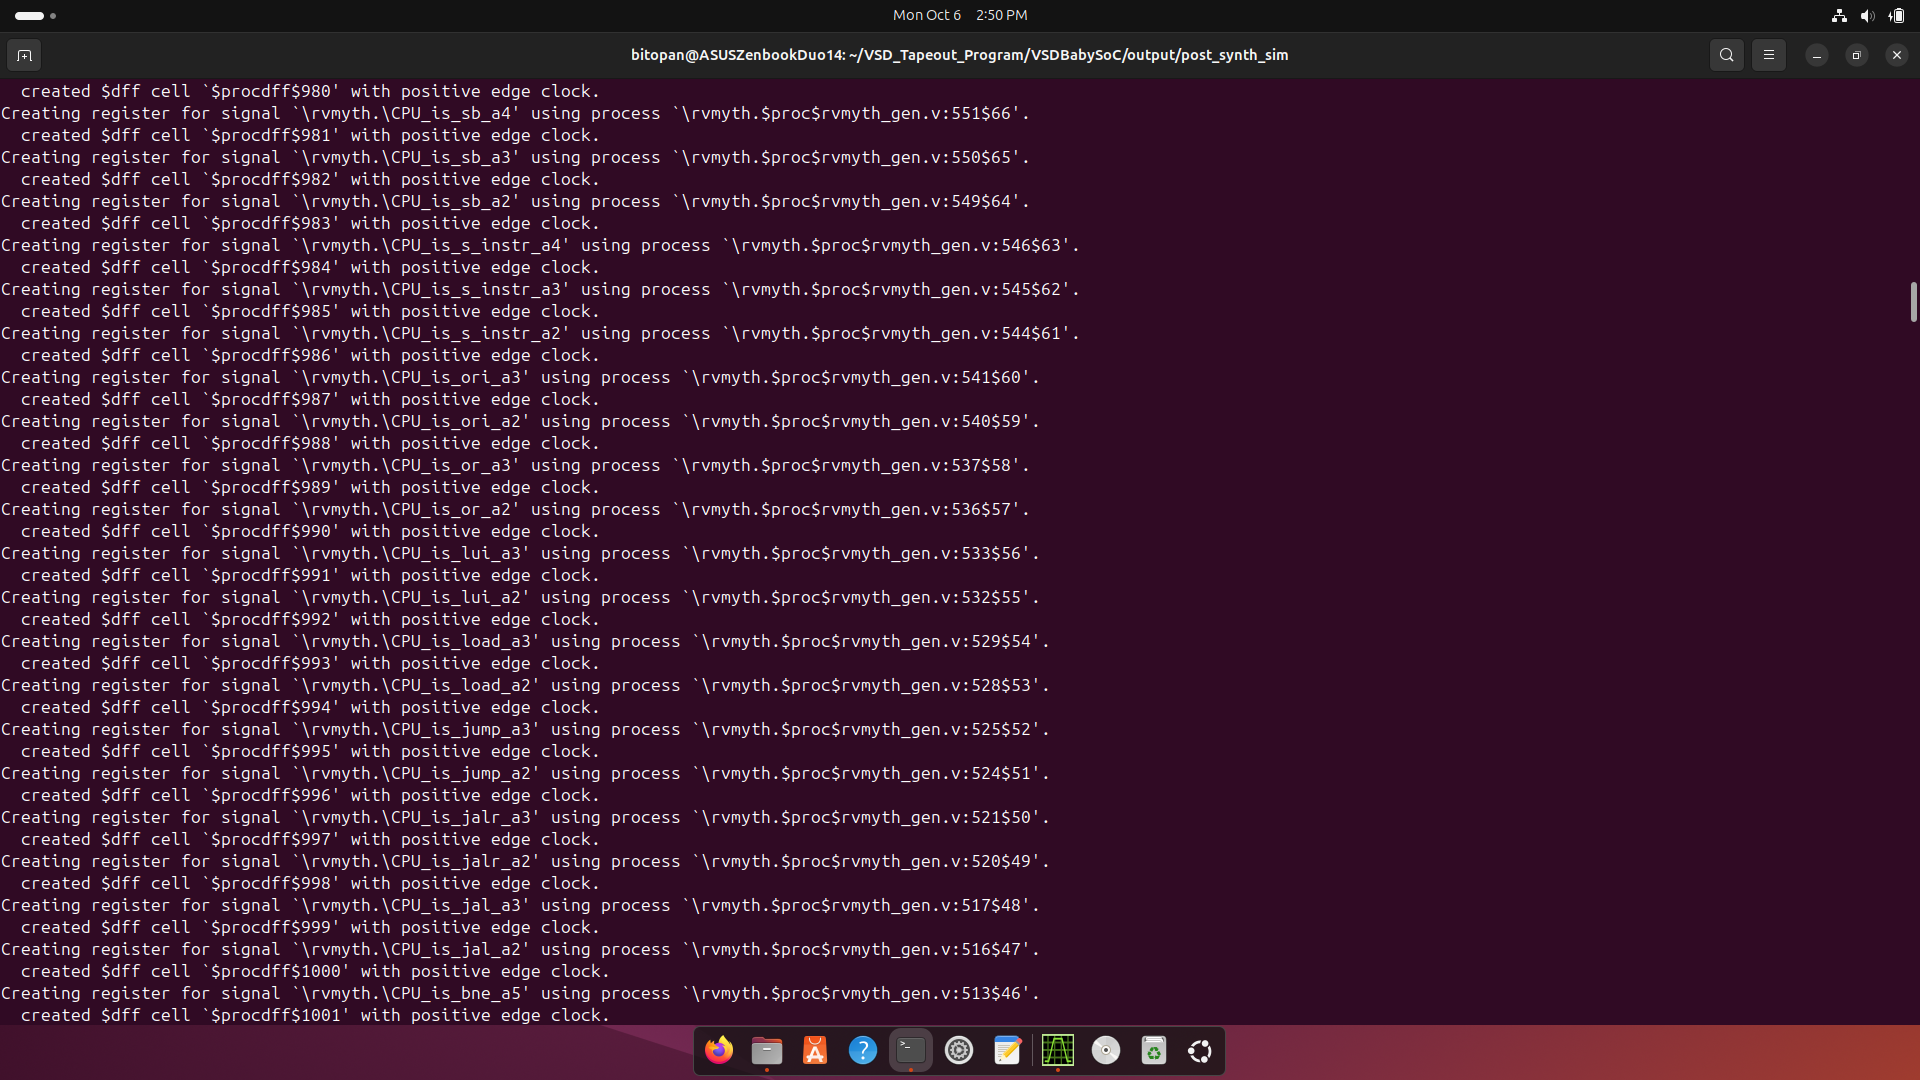 Mon Oct 6 2:50 PM
bitopan@ASUSZenbookDuo14: ~/VSD_Tapeout_Program/VSDBabySoC/output/post_synth_sim
  created $dff cell `$procdff$980' with positive edge clock.
Creating register for signal `\rvmyth.\CPU_is_sb_a4' using process `\rvmyth.$proc$rvmyth_gen.v:551$66'.
  created $dff cell `$procdff$981' with positive edge clock.
Creating register for signal `\rvmyth.\CPU_is_sb_a3' using process `\rvmyth.$proc$rvmyth_gen.v:550$65'.
  created $dff cell `$procdff$982' with positive edge clock.
Creating register for signal `\rvmyth.\CPU_is_sb_a2' using process `\rvmyth.$proc$rvmyth_gen.v:549$64'.
  created $dff cell `$procdff$983' with positive edge clock.
Creating register for signal `\rvmyth.\CPU_is_s_instr_a4' using process `\rvmyth.$proc$rvmyth_gen.v:546$63'.
  created $dff cell `$procdff$984' with positive edge clock.
Creating register for signal `\rvmyth.\CPU_is_s_instr_a3' using process `\rvmyth.$proc$rvmyth_gen.v:545$62'.
  created $dff cell `$procdff$985' with positive edge clock.
Creating register for signal `\rvmyth.\CPU_is_s_instr_a2' using process `\rvmyth.$proc$rvmyth_gen.v:544$61'.
  created $dff cell `$procdff$986' with positive edge clock.
Creating register for signal `\rvmyth.\CPU_is_ori_a3' using process `\rvmyth.$proc$rvmyth_gen.v:541$60'.
  created $dff cell `$procdff$987' with positive edge clock.
Creating register for signal `\rvmyth.\CPU_is_ori_a2' using process `\rvmyth.$proc$rvmyth_gen.v:540$59'.
  created $dff cell `$procdff$988' with positive edge clock.
Creating register for signal `\rvmyth.\CPU_is_or_a3' using process `\rvmyth.$proc$rvmyth_gen.v:537$58'.
  created $dff cell `$procdff$989' with positive edge clock.
Creating register for signal `\rvmyth.\CPU_is_or_a2' using process `\rvmyth.$proc$rvmyth_gen.v:536$57'.
  created $dff cell `$procdff$990' with positive edge clock.
Creating register for signal `\rvmyth.\CPU_is_lui_a3' using process `\rvmyth.$proc$rvmyth_gen.v:533$56'.
  created $dff cell `$procdff$991' with positive edge clock.
Creating register for signal `\rvmyth.\CPU_is_lui_a2' using process `\rvmyth.$proc$rvmyth_gen.v:532$55'.
  created $dff cell `$procdff$992' with positive edge clock.
Creating register for signal `\rvmyth.\CPU_is_load_a3' using process `\rvmyth.$proc$rvmyth_gen.v:529$54'.
  created $dff cell `$procdff$993' with positive edge clock.
Creating register for signal `\rvmyth.\CPU_is_load_a2' using process `\rvmyth.$proc$rvmyth_gen.v:528$53'.
  created $dff cell `$procdff$994' with positive edge clock.
Creating register for signal `\rvmyth.\CPU_is_jump_a3' using process `\rvmyth.$proc$rvmyth_gen.v:525$52'.
  created $dff cell `$procdff$995' with positive edge clock.
Creating register for signal `\rvmyth.\CPU_is_jump_a2' using process `\rvmyth.$proc$rvmyth_gen.v:524$51'.
  created $dff cell `$procdff$996' with positive edge clock.
Creating register for signal `\rvmyth.\CPU_is_jalr_a3' using process `\rvmyth.$proc$rvmyth_gen.v:521$50'.
  created $dff cell `$procdff$997' with positive edge clock.
Creating register for signal `\rvmyth.\CPU_is_jalr_a2' using process `\rvmyth.$proc$rvmyth_gen.v:520$49'.
  created $dff cell `$procdff$998' with positive edge clock.
Creating register for signal `\rvmyth.\CPU_is_jal_a3' using process `\rvmyth.$proc$rvmyth_gen.v:517$48'.
  created $dff cell `$procdff$999' with positive edge clock.
Creating register for signal `\rvmyth.\CPU_is_jal_a2' using process `\rvmyth.$proc$rvmyth_gen.v:516$47'.
  created $dff cell `$procdff$1000' with positive edge clock.
Creating register for signal `\rvmyth.\CPU_is_bne_a5' using process `\rvmyth.$proc$rvmyth_gen.v:513$46'.
  created $dff cell `$procdff$1001' with positive edge clock.